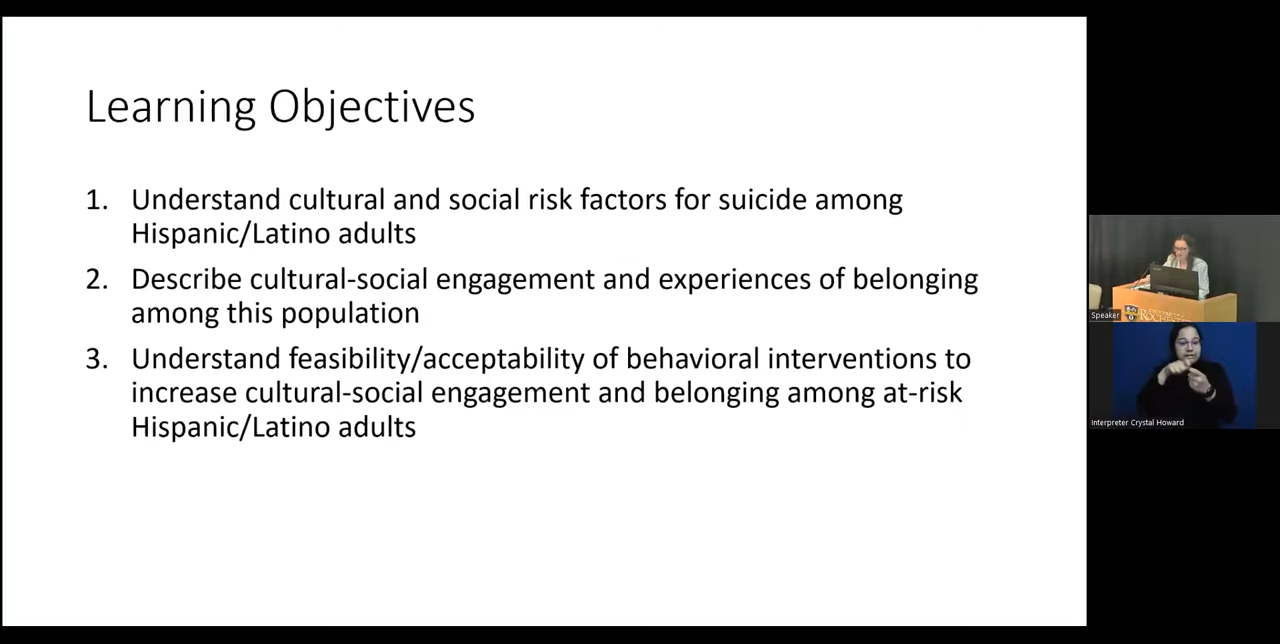 Learning Objectives
1. Understand cultural and social risk factors for suicide among
Hispanic/Latino adults
2. Describe cultural-social engagement and experiences of belonging
among this population
3. Understand feasibility/acceptability of behavioral interventions to
increase cultural-social engagement and belonging among at-risk
Hispanic/Latino adults
Speaker
ROCHESTER
Interpreter Crystal Howard